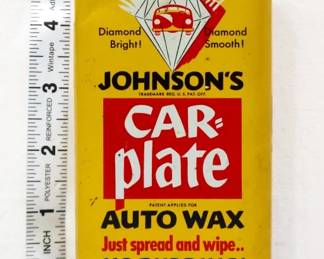 Diamond Bright!
Diamond Smooth!
JOHNSON'S
TRADEMARK REG. U.S. PAT. OFF.
CAR=
plate
PATENT APPLIED FOR
AUTO WAX
Just spread and wipe..
INCH 1 POLYESTER 2 REINFORCED 3 Wintape 4